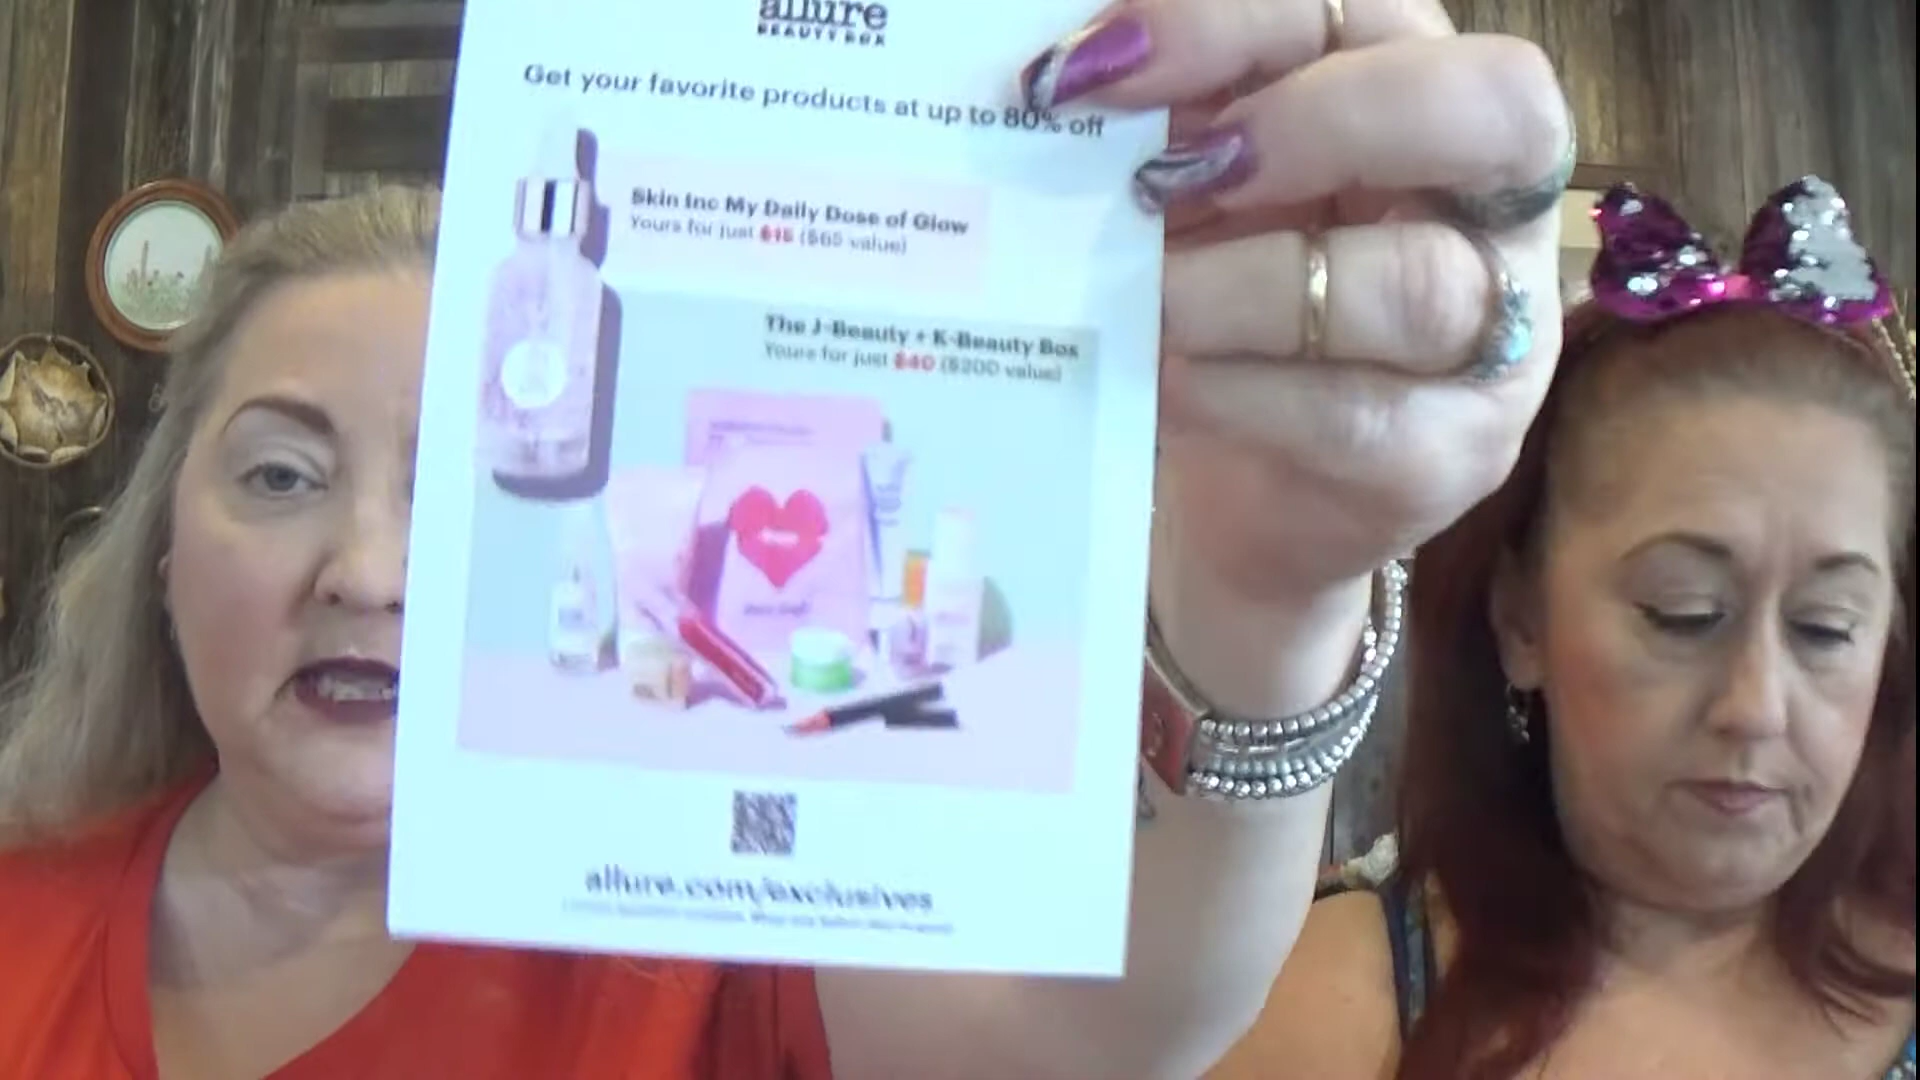 allure
BEAUTY BOX
Get your favorite products at up to 80% off
Skin Inc My Daily Dose of Glow
Yours for just $15 ($65 value)
The J-Beauty + K-Beauty Box
Yours for just $40 ($200 value)
allure.com/exclusives